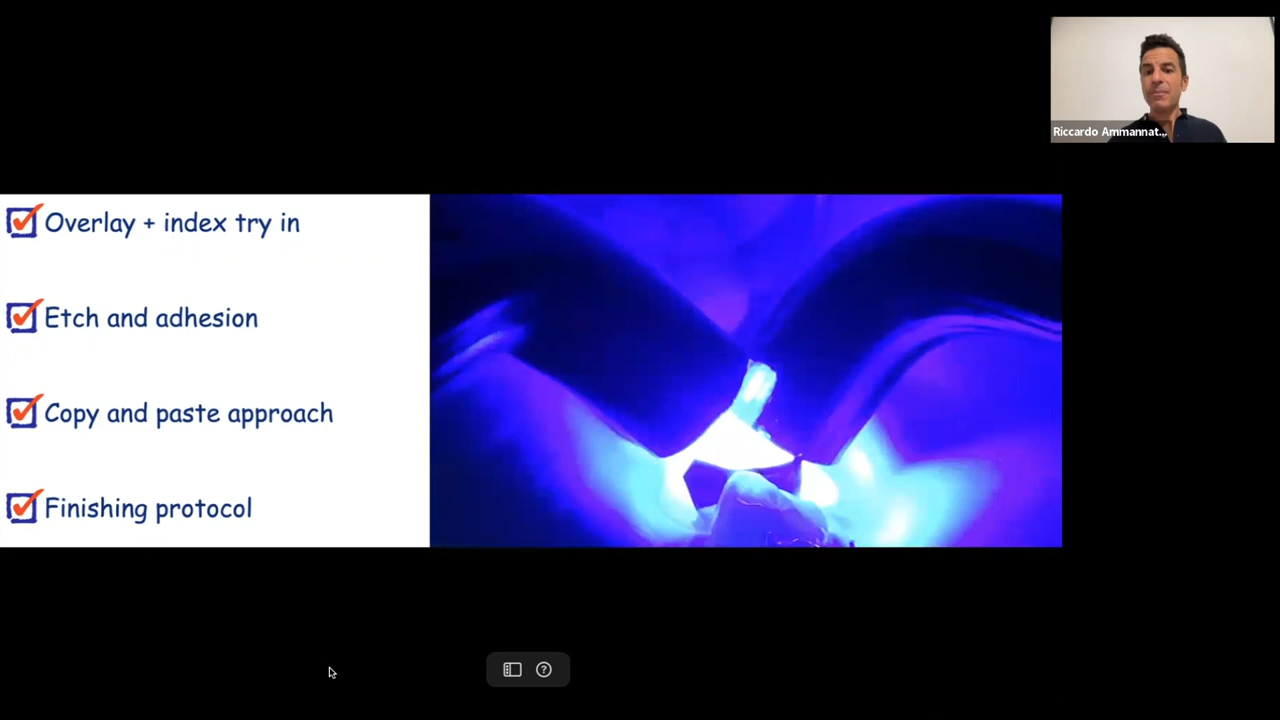 Riccardo Ammannat...
Overlay + index try in
Etch and adhesion
Copy and paste approach
Finishing protocol